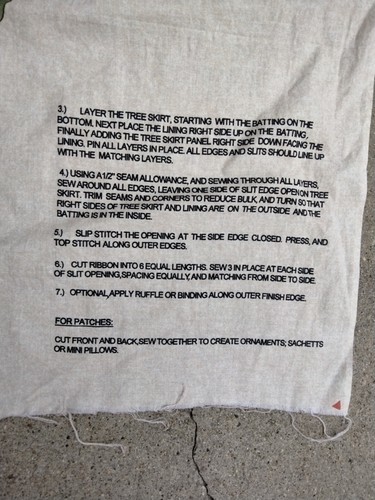 3.) LAYER THE TREE SKIRT, STARTING WITH THE BATTING ON THE
BOTTOM. NEXT PLACE THE LINING RIGHT SIDE UP ON THE BATTING,
FINALLY ADDING THE TREE SKIRT PANEL RIGHT SIDE DOWN FACING THE
LINING. PIN ALL LAYERS IN PLACE. ALL EDGES AND SLITS SHOULD LINE UP
WITH THE MATCHING LAYERS.
4.) USING A 1/2" SEAM ALLOWANCE, AND SEWING THROUGH ALL LAYERS,
SEW AROUND ALL EDGES, LEAVING ONE SIDE OF SLIT EDGE OPEN ON TREE
SKIRT. TRIM SEAMS AND CORNERS TO REDUCE BULK, AND TURN SO THAT
RIGHT SIDES OF TREE SKIRT AND LINING ARE ON THE OUTSIDE AND THE
BATTING IS IN THE INSIDE.
5.) SLIP STITCH THE OPENING AT THE SIDE EDGE CLOSED. PRESS, AND
TOP STITCH ALONG OUTER EDGES.
6.) CUT RIBBON INTO 6 EQUAL LENGTHS. SEW 3 IN PLACE AT EACH SIDE
OF SLIT OPENING, SPACING EQUALLY, AND MATCHING FROM SIDE TO SIDE.
7.) OPTIONAL, APPLY RUFFLE OR BINDING ALONG OUTER FINISH EDGE.
FOR PATCHES:
CUT FRONT AND BACK, SEW TOGETHER TO CREATE ORNAMENTS; SACHETTS
OR MINI PILLOWS.